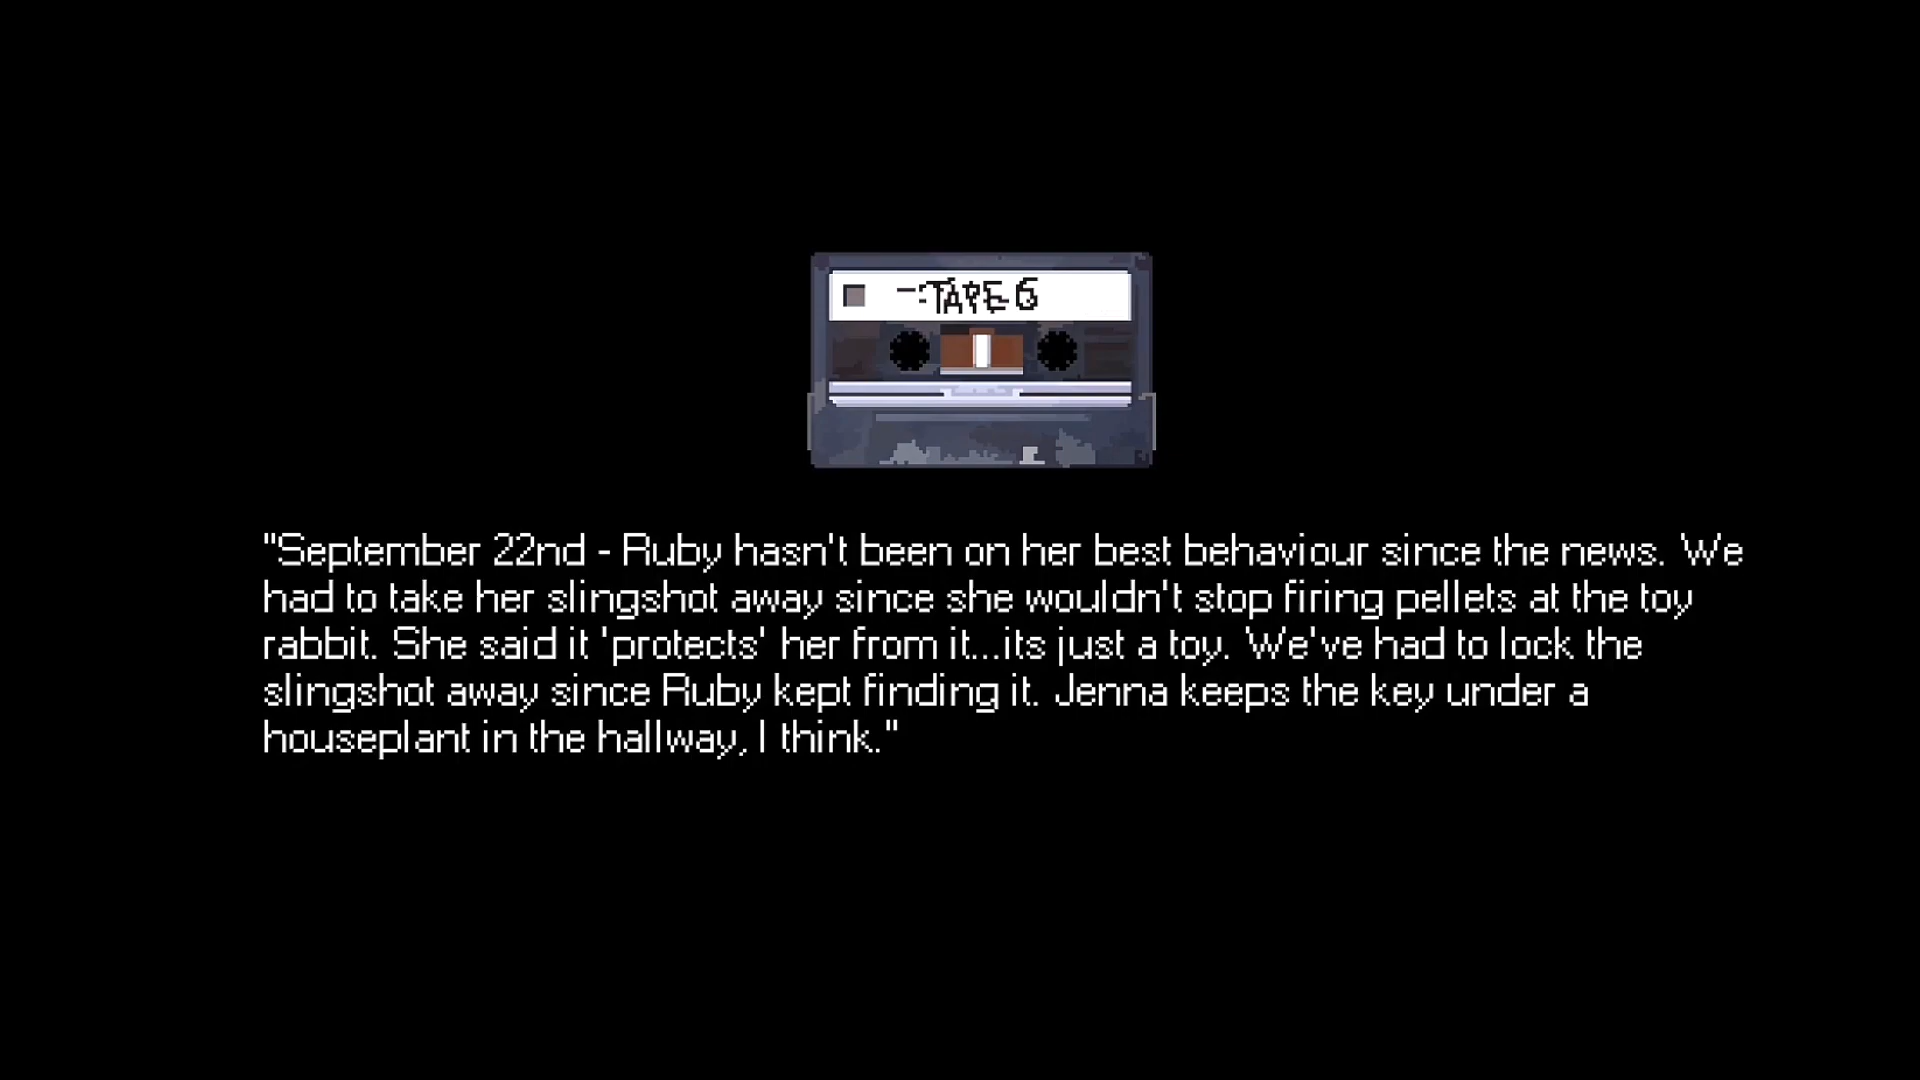 TAPE 6
"September 22nd - Ruby hasn't been on her best behaviour since the news. We
had to take her slingshot away since she wouldn't stop firing pellets at the toy
rabbit. She said it 'protects' her from it...its just a toy. We've had to lock the
slingshot away since Ruby kept finding it. Jenna keeps the key under a
houseplant in the hallway, I think."